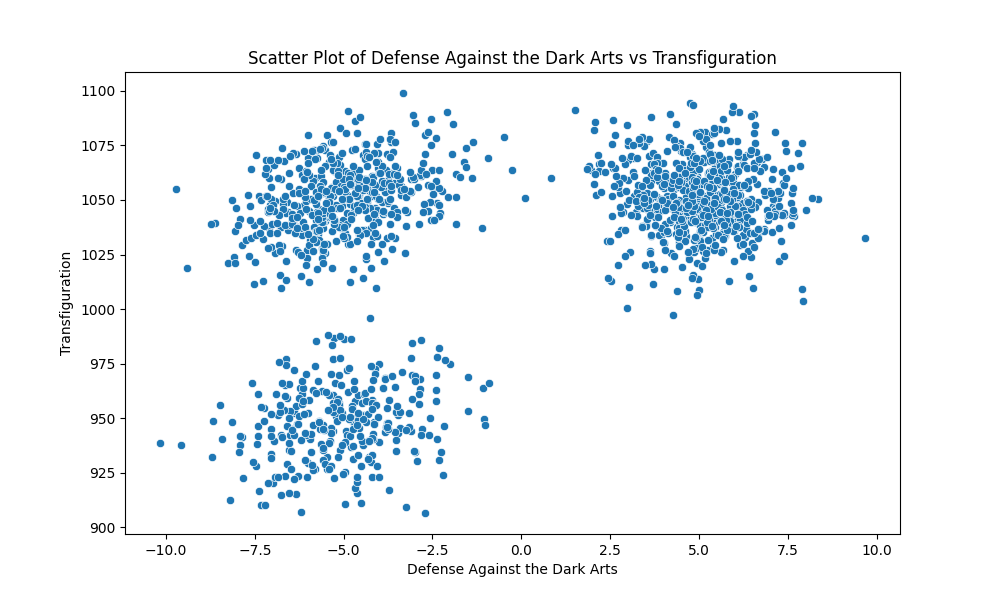 Scatter Plot of Defense Against the Dark Arts vs Transfiguration
1100
1075
1050
1025
1000
975
950
925
900
Transfiguration
−10.0 −7.5 −5.0 −2.5 0.0 2.5 5.0 7.5 10.0
Defense Against the Dark Arts